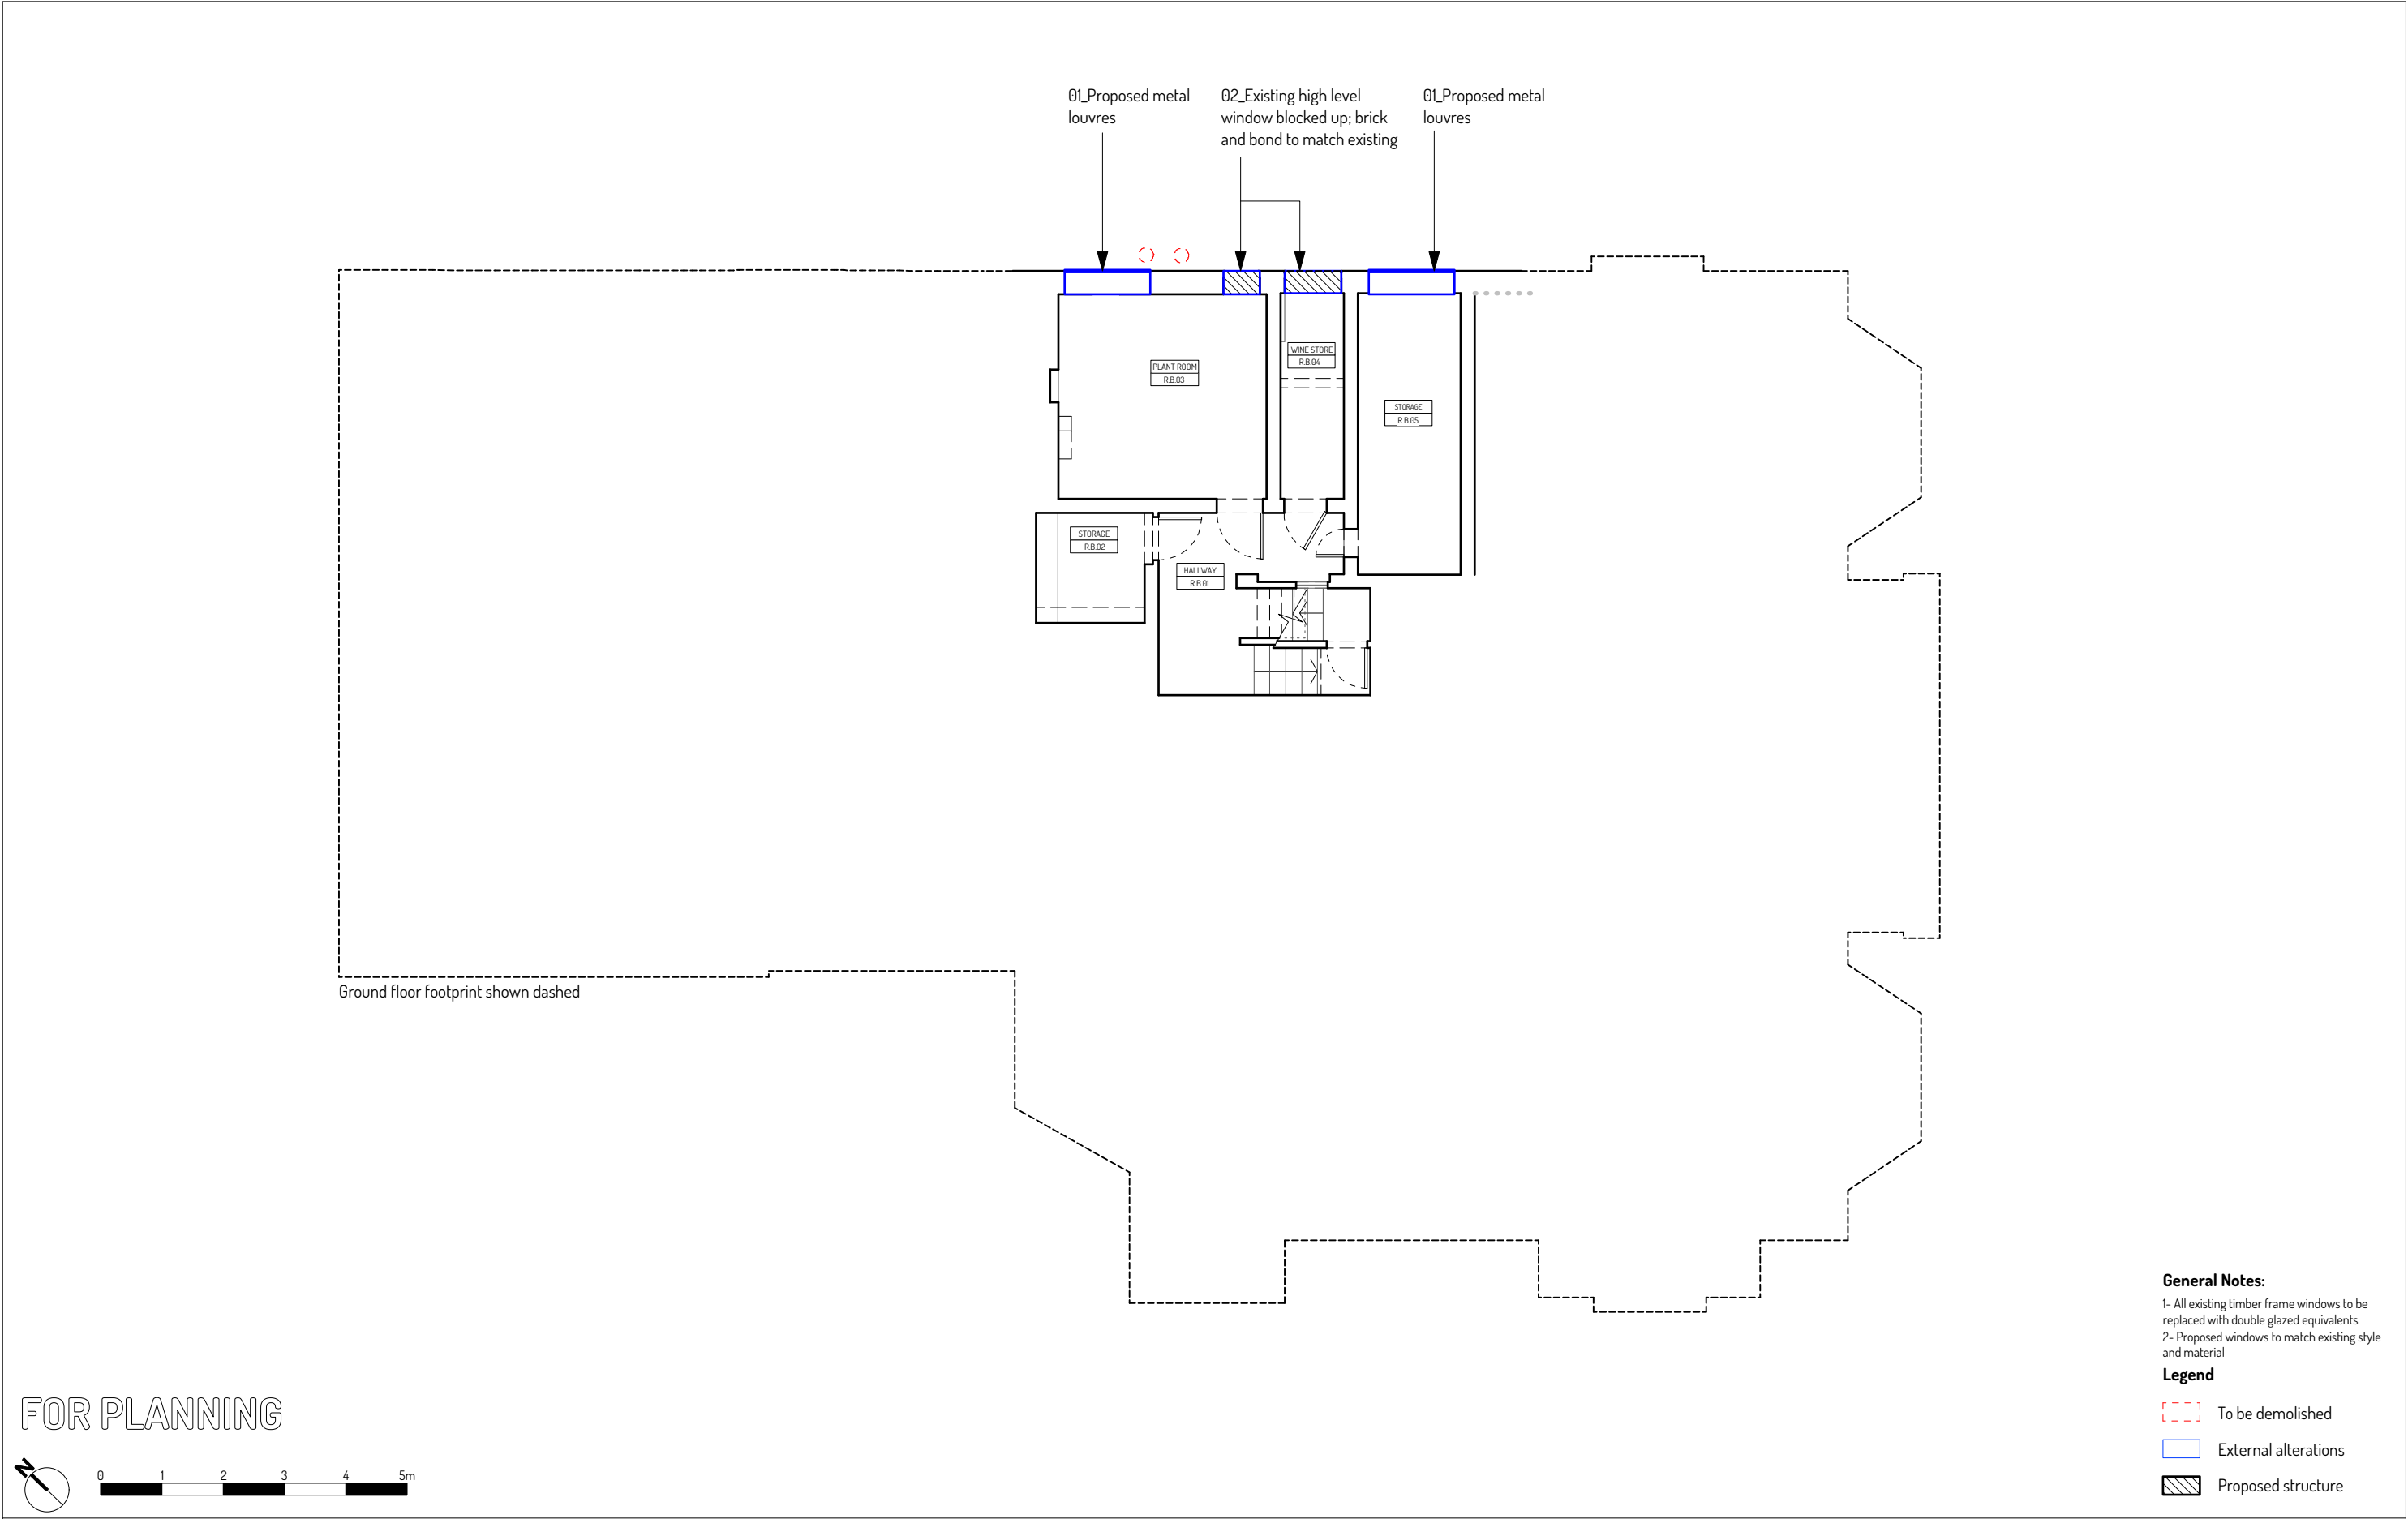 01_Proposed metal
louvres
02_Existing high level
window blocked up; brick
and bond to match existing
01_Proposed metal
louvres
PLANT ROOM
R.B.03
WINE STORE
R.B.04
STORAGE
R.B.05
STORAGE
R.B.02
HALLWAY
R.B.01
Ground floor footprint shown dashed
General Notes:
1- All existing timber frame windows to be
replaced with double glazed equivalents
2- Proposed windows to match existing style
and material
Legend
To be demolished
External alterations
Proposed structure
FOR PLANNING
N
0 1 2 3 4 5m